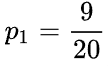 p₁ = 9/20